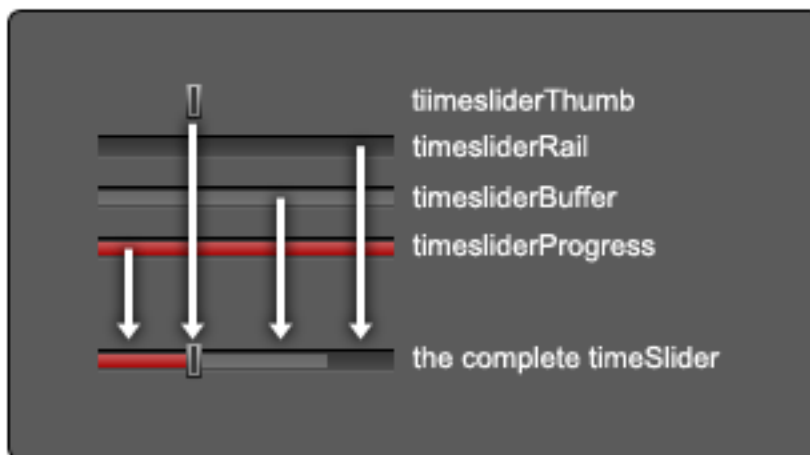 tiimesliderThumb
timesliderRail
timesliderBuffer
timesliderProgress
the complete timeSlider